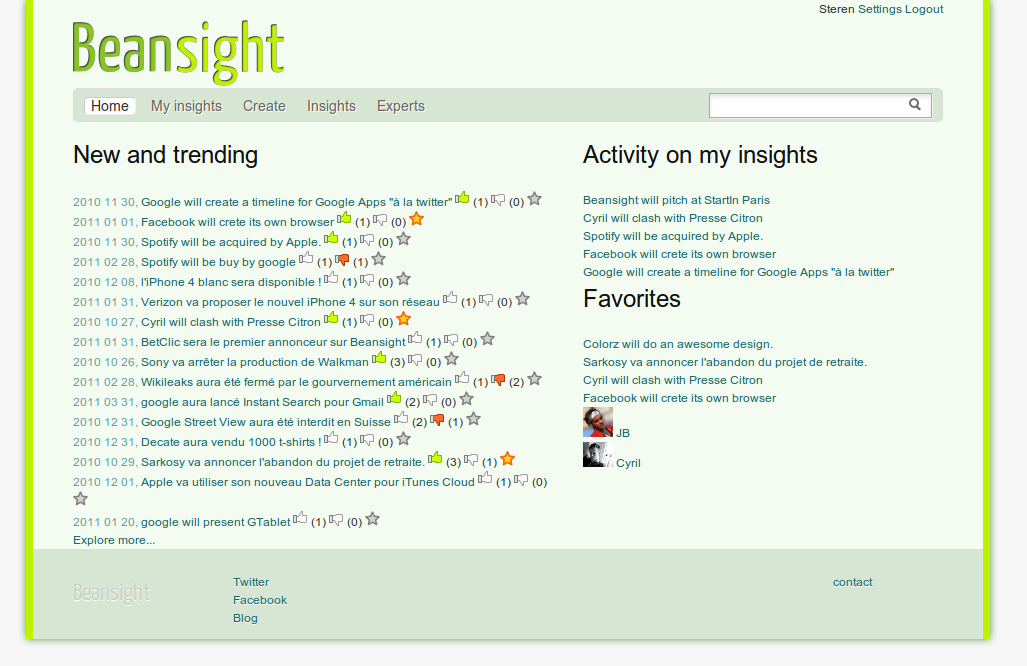 Steren Settings Logout
Beansight
Home My insights Create Insights Experts
New and trending
2010 11 30, Google will create a timeline for Google Apps "à la twitter" (1) (0)
2011 01 01, Facebook will crete its own browser (1) (0)
2010 11 30, Spotify will be acquired by Apple. (1) (0)
2011 02 28, Spotify will be buy by google (1) (1)
2010 12 08, l'iPhone 4 blanc sera disponible ! (1) (0)
2011 01 31, Verizon va proposer le nouvel iPhone 4 sur son réseau (1) (0)
2010 10 27, Cyril will clash with Presse Citron (1) (0)
2011 01 31, BetClic sera le premier annonceur sur Beansight (1) (0)
2010 10 26, Sony va arrêter la production de Walkman (3) (0)
2011 02 28, Wikileaks aura été fermé par le gourvernement américain (1) (2)
2011 03 31, google aura lancé Instant Search pour Gmail (2) (0)
2010 12 31, Google Street View aura été interdit en Suisse (2) (1)
2010 12 31, Decate aura vendu 1000 t-shirts ! (1) (0)
2010 10 29, Sarkosy va annoncer l'abandon du projet de retraite. (3) (1)
2010 12 01, Apple va utiliser son nouveau Data Center pour iTunes Cloud (1) (0)
2011 01 20, google will present GTablet (1) (0)
Explore more...
Activity on my insights
Beansight will pitch at StartIn Paris
Cyril will clash with Presse Citron
Spotify will be acquired by Apple.
Facebook will crete its own browser
Google will create a timeline for Google Apps "à la twitter"
Favorites
Colorz will do an awesome design.
Sarkosy va annoncer l'abandon du projet de retraite.
Cyril will clash with Presse Citron
Facebook will crete its own browser
JB
Cyril
Beansight
Twitter
Facebook
Blog
contact